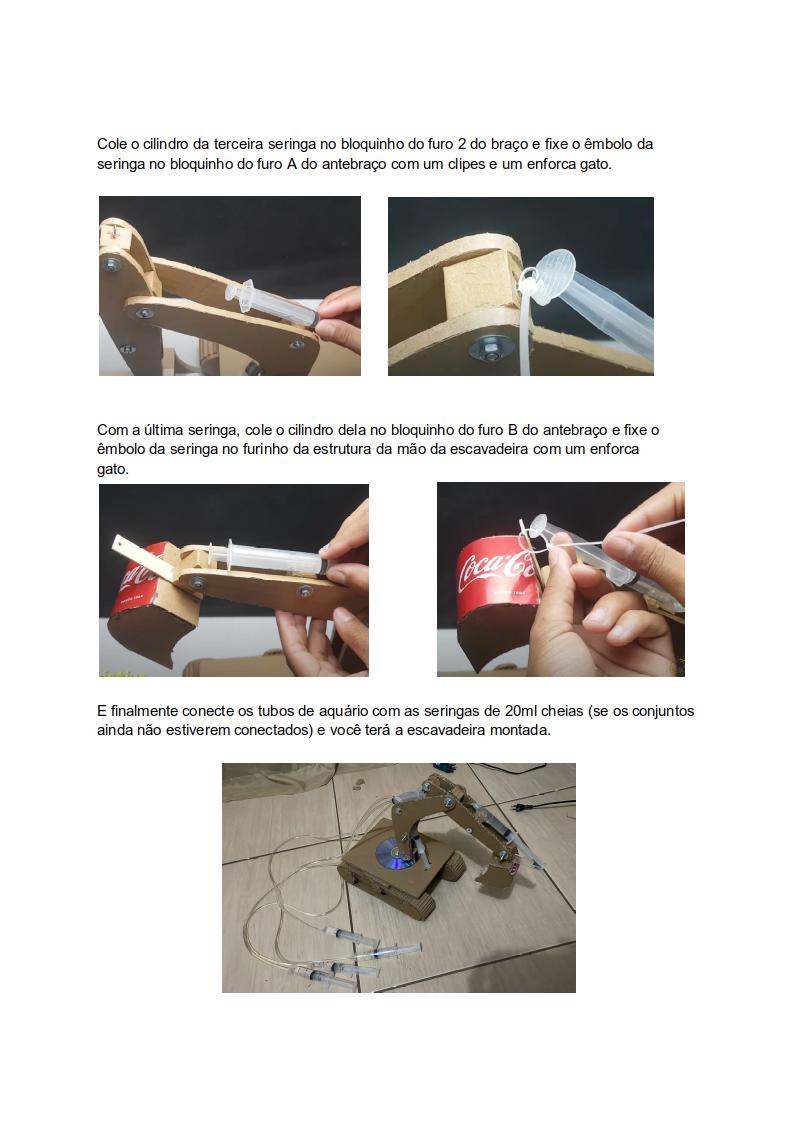 Cole o cilindro da terceira seringa no bloquinho do furo 2 do braço e fixe o êmbolo da
seringa no bloquinho do furo A do antebraço com um clipes e um enforca gato.
Com a última seringa, cole o cilindro dela no bloquinho do furo B do antebraço e fixe o
êmbolo da seringa no furinho da estrutura da mão da escavadeira com um enforca
gato.
Coca-Co
E finalmente conecte os tubos de aquário com as seringas de 20ml cheias (se os conjuntos
ainda não estiverem conectados) e você terá a escavadeira montada.